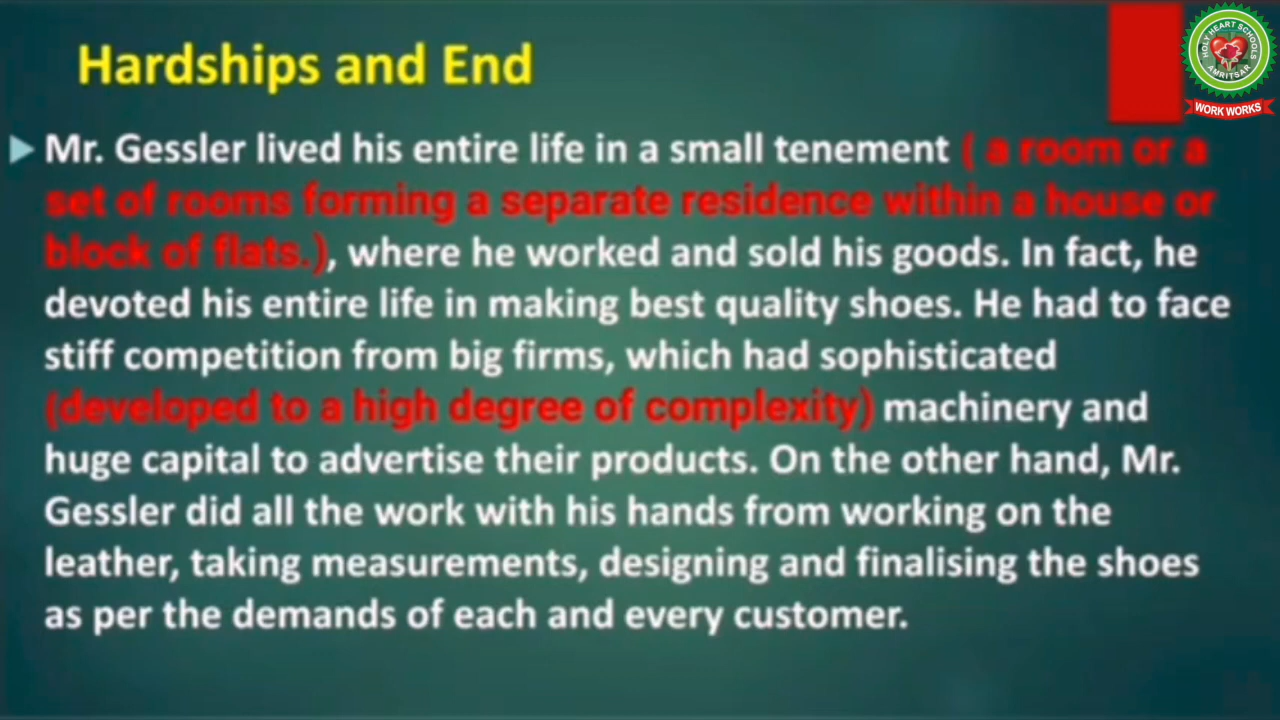 Hardships and End
HOLY HEART SCHOOLS
AMRITSAR
WORK WORKS
Mr. Gessler lived his entire life in a small tenement ( a room or a
set of rooms forming a separate residence within a house or
block of flats.), where he worked and sold his goods. In fact, he
devoted his entire life in making best quality shoes. He had to face
stiff competition from big firms, which had sophisticated
(developed to a high degree of complexity) machinery and
huge capital to advertise their products. On the other hand, Mr.
Gessler did all the work with his hands from working on the
leather, taking measurements, designing and finalising the shoes
as per the demands of each and every customer.